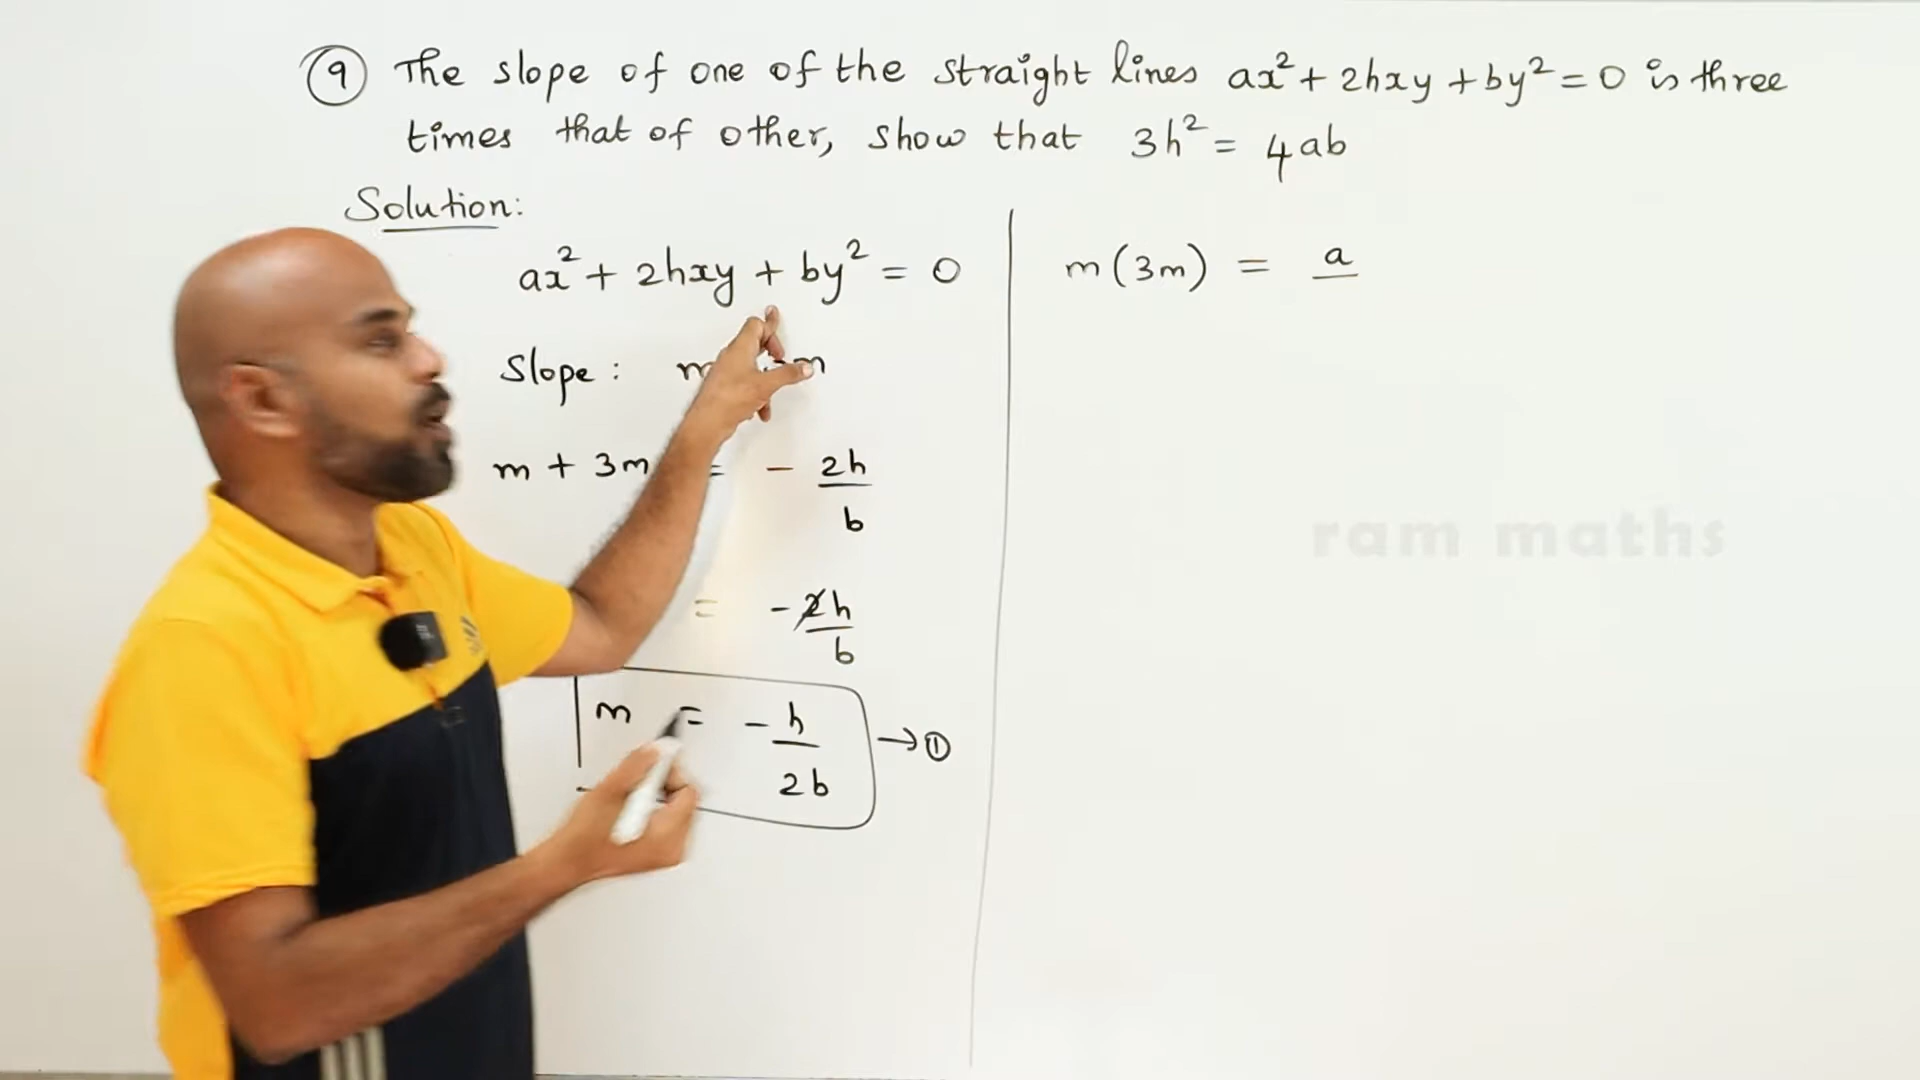 9 The slope of one of the straight lines ax² + 2hxy + by² = 0 is three
times that of other, show that 3h² = 4ab
Solution:
ax² + 2hxy + by² = 0
Slope: m m
m + 3m = - 2h/b
= - 2h/b
m = - h/2b → ①
m(3m) = a
ram maths